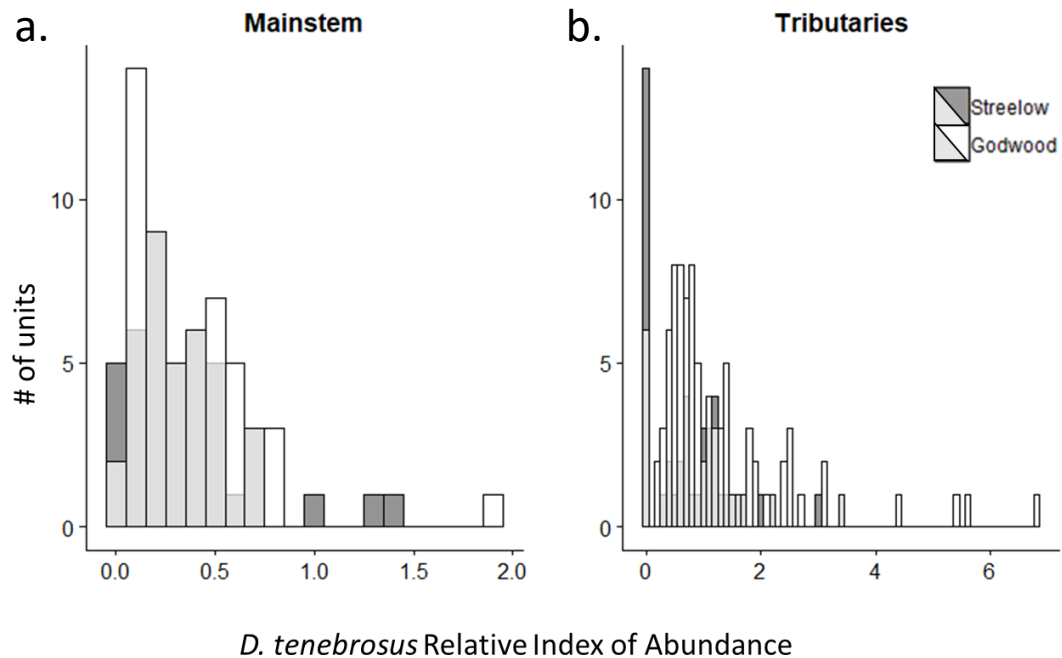 a. Mainstem
b. Tributaries
Streelow
Godwood
# of units
10
5
0
0.0 0.5 1.0 1.5 2.0
10
5
0
0 2 4 6
D. tenebrosus Relative Index of Abundance